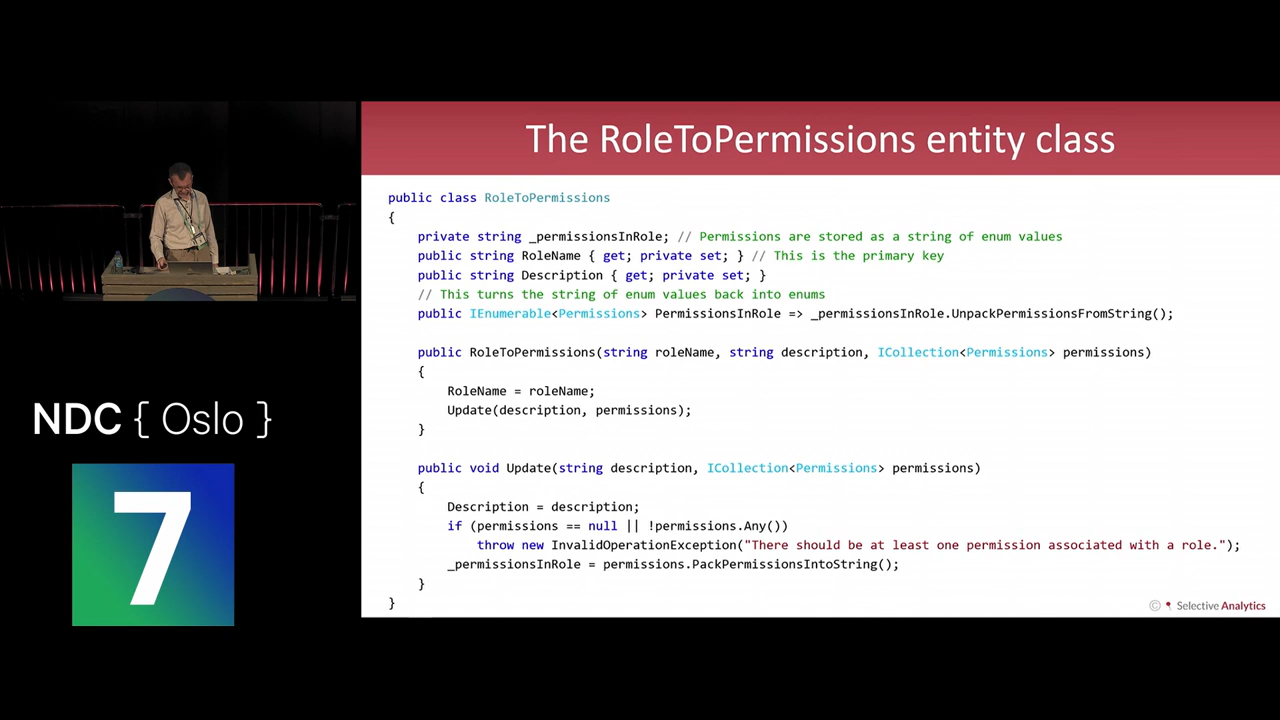 The RoleToPermissions entity class
public class RoleToPermissions
{
private string _permissionsInRole; // Permissions are stored as a string of enum values
public string RoleName { get; private set; } // This is the primary key
public string Description { get; private set; }
// This turns the string of enum values back into enums
public IEnumerable<Permissions> PermissionsInRole => _permissionsInRole.UnpackPermissionsFromString();
public RoleToPermissions(string roleName, string description, ICollection<Permissions> permissions)
{
RoleName = roleName;
Update(description, permissions);
}
public void Update(string description, ICollection<Permissions> permissions)
{
Description = description;
if (permissions == null || !permissions.Any())
throw new InvalidOperationException("There should be at least one permission associated with a role.");
_permissionsInRole = permissions.PackPermissionsIntoString();
}
}
© Selective Analytics
NDC { Oslo }
7